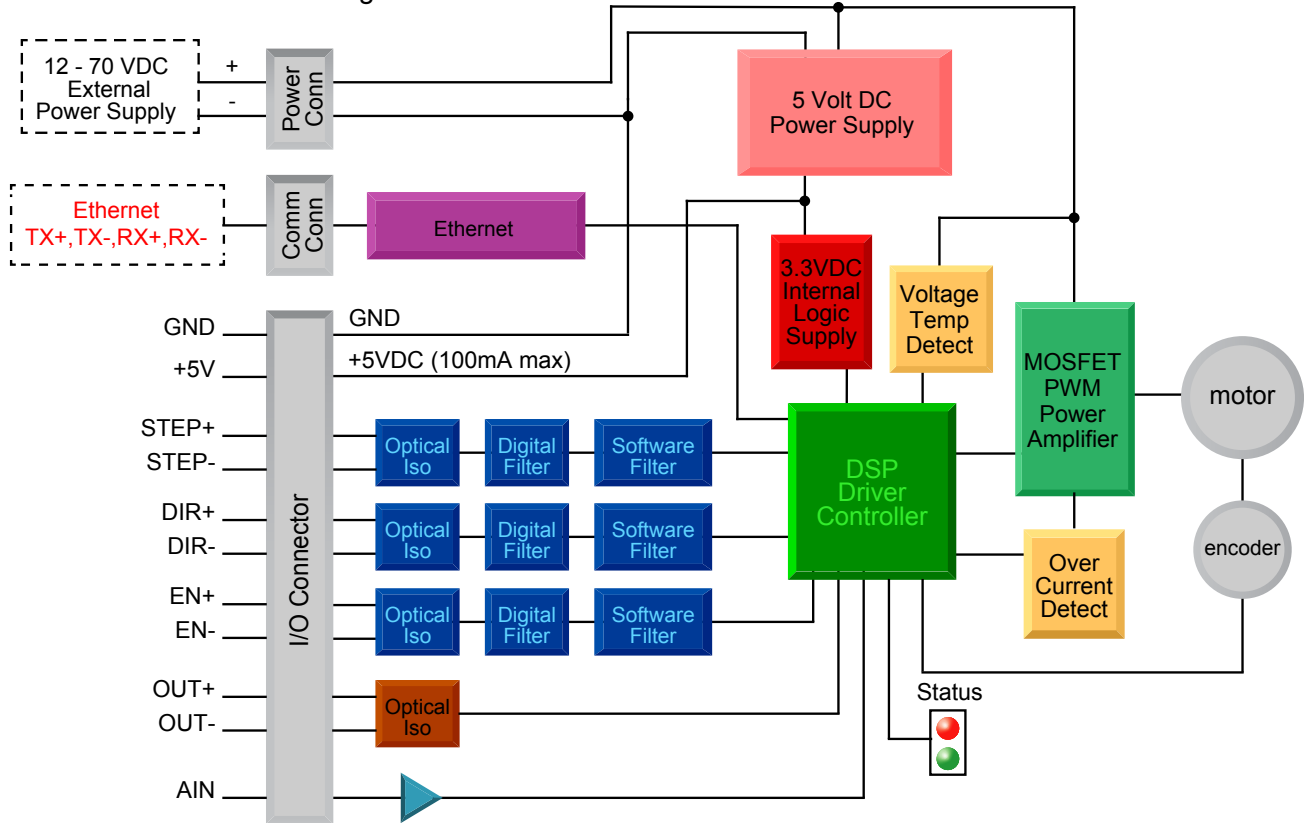 12 - 70 VDC
External
Power Supply
+
-
Power
Conn
5 Volt DC
Power Supply
Ethernet
TX+,TX-,RX+,RX-
Comm
Conn
Ethernet
3.3VDC
Internal
Logic
Supply
Voltage
Temp
Detect
MOSFET
PWM
Power
Amplifier
motor
encoder
GND
GND
+5V
+5VDC (100mA max)
I/O Connector
STEP+
STEP-
Optical
Iso
Digital
Filter
Software
Filter
DSP
Driver
Controller
DIR+
DIR-
Optical
Iso
Digital
Filter
Software
Filter
Over
Current
Detect
EN+
EN-
Optical
Iso
Digital
Filter
Software
Filter
OUT+
OUT-
Optical
Iso
Status
AIN